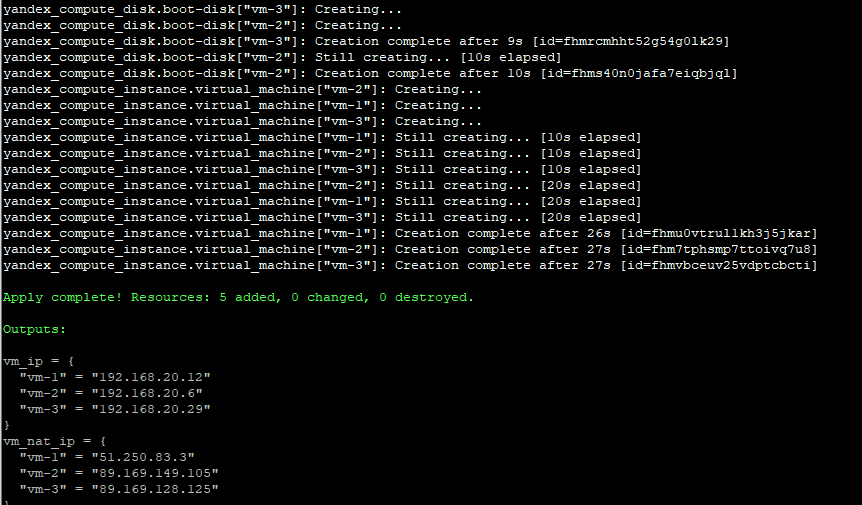 yandex_compute_disk.boot-disk["vm-3"]: Creating...
yandex_compute_disk.boot-disk["vm-2"]: Creating...
yandex_compute_disk.boot-disk["vm-3"]: Creation complete after 9s [id=fhmrcmhht52g54g0lk29]
yandex_compute_disk.boot-disk["vm-2"]: Still creating... [10s elapsed]
yandex_compute_disk.boot-disk["vm-2"]: Creation complete after 10s [id=fhms40n0jafa7eiqbjql]
yandex_compute_instance.virtual_machine["vm-2"]: Creating...
yandex_compute_instance.virtual_machine["vm-1"]: Creating...
yandex_compute_instance.virtual_machine["vm-3"]: Creating...
yandex_compute_instance.virtual_machine["vm-1"]: Still creating... [10s elapsed]
yandex_compute_instance.virtual_machine["vm-2"]: Still creating... [10s elapsed]
yandex_compute_instance.virtual_machine["vm-3"]: Still creating... [10s elapsed]
yandex_compute_instance.virtual_machine["vm-2"]: Still creating... [20s elapsed]
yandex_compute_instance.virtual_machine["vm-1"]: Still creating... [20s elapsed]
yandex_compute_instance.virtual_machine["vm-3"]: Still creating... [20s elapsed]
yandex_compute_instance.virtual_machine["vm-1"]: Creation complete after 26s [id=fhmu0vtrul1kh3j5jkar]
yandex_compute_instance.virtual_machine["vm-2"]: Creation complete after 27s [id=fhm7tphsmp7ttoivq7u8]
yandex_compute_instance.virtual_machine["vm-3"]: Creation complete after 27s [id=fhmvbceuv25vdptcbcti]
Apply complete! Resources: 5 added, 0 changed, 0 destroyed.
Outputs:
vm_ip = {
  "vm-1" = "192.168.20.12"
  "vm-2" = "192.168.20.6"
  "vm-3" = "192.168.20.29"
}
vm_nat_ip = {
  "vm-1" = "51.250.83.3"
  "vm-2" = "89.169.149.105"
  "vm-3" = "89.169.128.125"
}